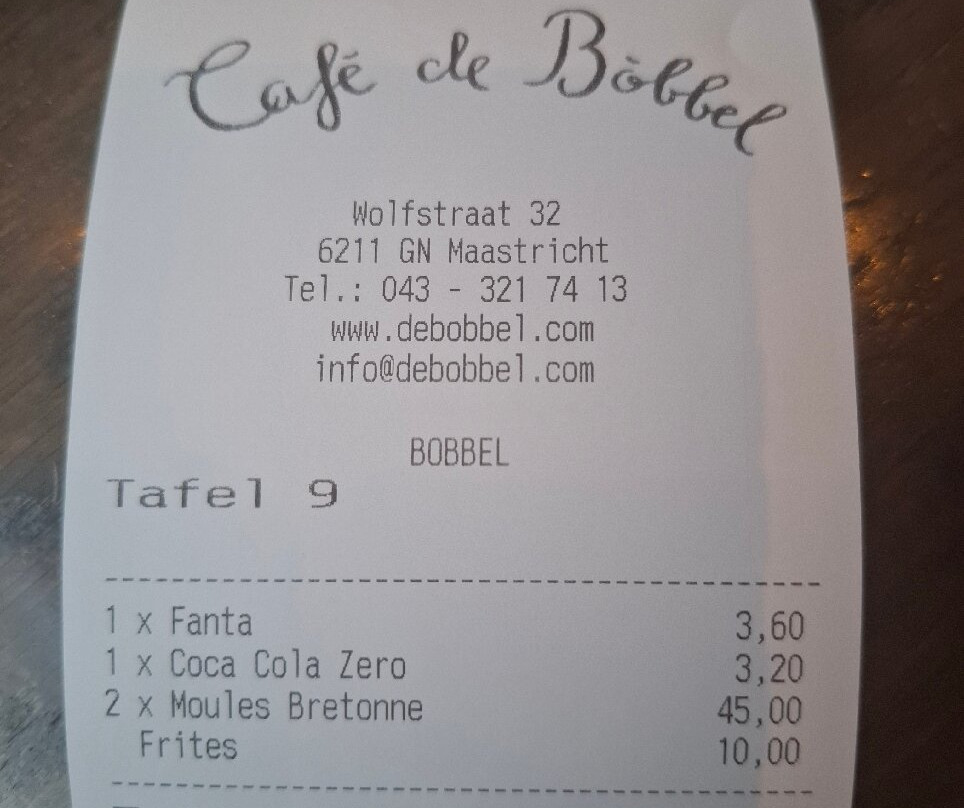 Café de Bòbbel
Wolfstraat 32
6211 GN Maastricht
Tel.: 043 - 321 74 13
www.debobbel.com
info@debobbel.com
BOBBEL
Tafel 9
--------------------------------------------
1 x Fanta 3,60
1 x Coca Cola Zero 3,20
2 x Moules Bretonne 45,00
Frites 10,00
--------------------------------------------